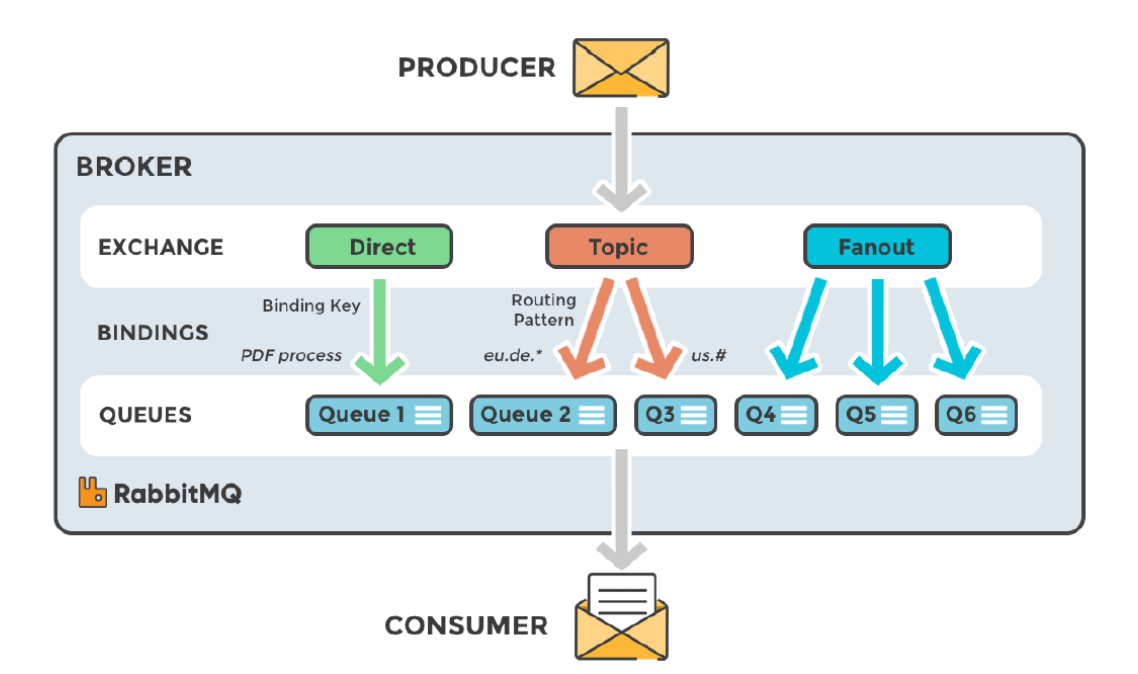 PRODUCER
BROKER
EXCHANGE
Direct
Topic
Fanout
BINDINGS
Binding Key
PDF process
Routing
Pattern
eu.de.*
us.#
QUEUES
Queue 1
Queue 2
Q3
Q4
Q5
Q6
RabbitMQ
CONSUMER